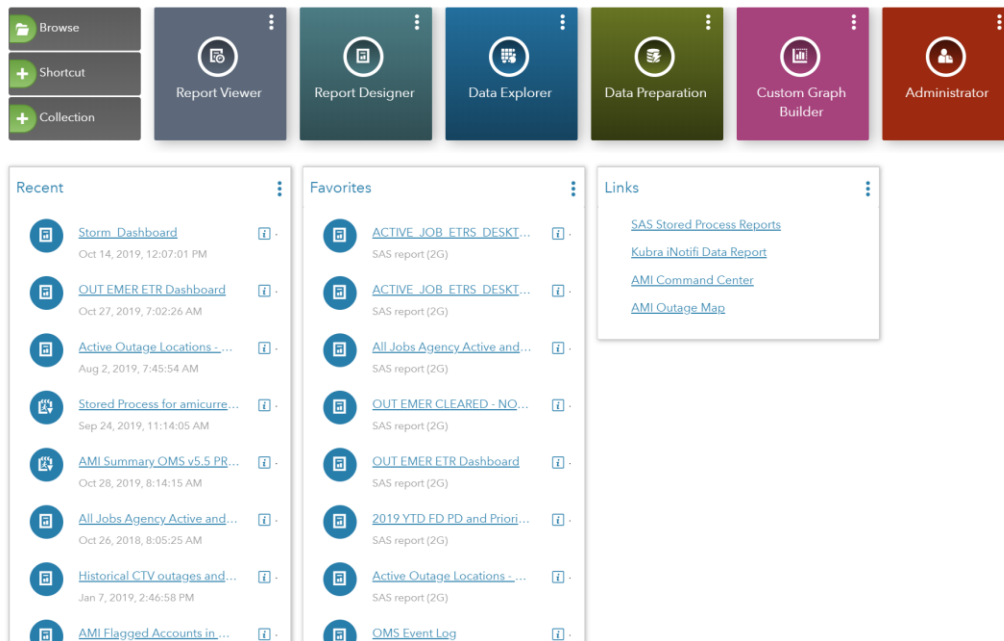 Browse
Shortcut
Collection
Report Viewer
Report Designer
Data Explorer
Data Preparation
Custom Graph
Builder
Administrator
Recent
Storm_Dashboard
Oct 14, 2019, 12:07:01 PM
OUT EMER ETR Dashboard
Oct 27, 2019, 7:02:26 AM
Active Outage Locations - ...
Aug 2, 2019, 7:45:54 AM
Stored Process for amicurre...
Sep 24, 2019, 11:14:05 AM
AMI Summary OMS v5.5 PR...
Oct 28, 2019, 8:14:15 AM
All Jobs Agency Active and...
Oct 26, 2018, 8:05:25 AM
Historical CTV outages and...
Jan 7, 2019, 2:46:58 PM
AMI Flagged Accounts in ...
Favorites
ACTIVE_JOB_ETRS_DESKT...
SAS report (2G)
ACTIVE_JOB_ETRS_DESKT...
SAS report (2G)
All Jobs Agency Active and...
SAS report (2G)
OUT EMER CLEARED - NO...
SAS report (2G)
OUT EMER ETR Dashboard
SAS report (2G)
2019 YTD FD PD and Priori...
SAS report (2G)
Active Outage Locations - ...
SAS report (2G)
OMS Event Log
Links
SAS Stored Process Reports
Kubra iNotifi Data Report
AMI Command Center
AMI Outage Map